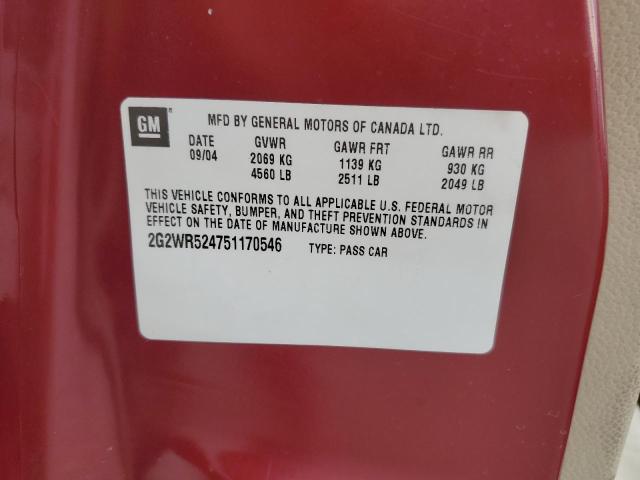 GM® MFD BY GENERAL MOTORS OF CANADA LTD.
DATE GVWR GAWR FRT GAWR RR
09/04 2069 KG 1139 KG 930 KG
4560 LB 2511 LB 2049 LB
THIS VEHICLE CONFORMS TO ALL APPLICABLE U.S. FEDERAL MOTOR
VEHICLE SAFETY, BUMPER, AND THEFT PREVENTION STANDARDS IN
EFFECT ON THE DATE OF MANUFACTURE SHOWN ABOVE.
2G2WR524751170546 TYPE: PASS CAR